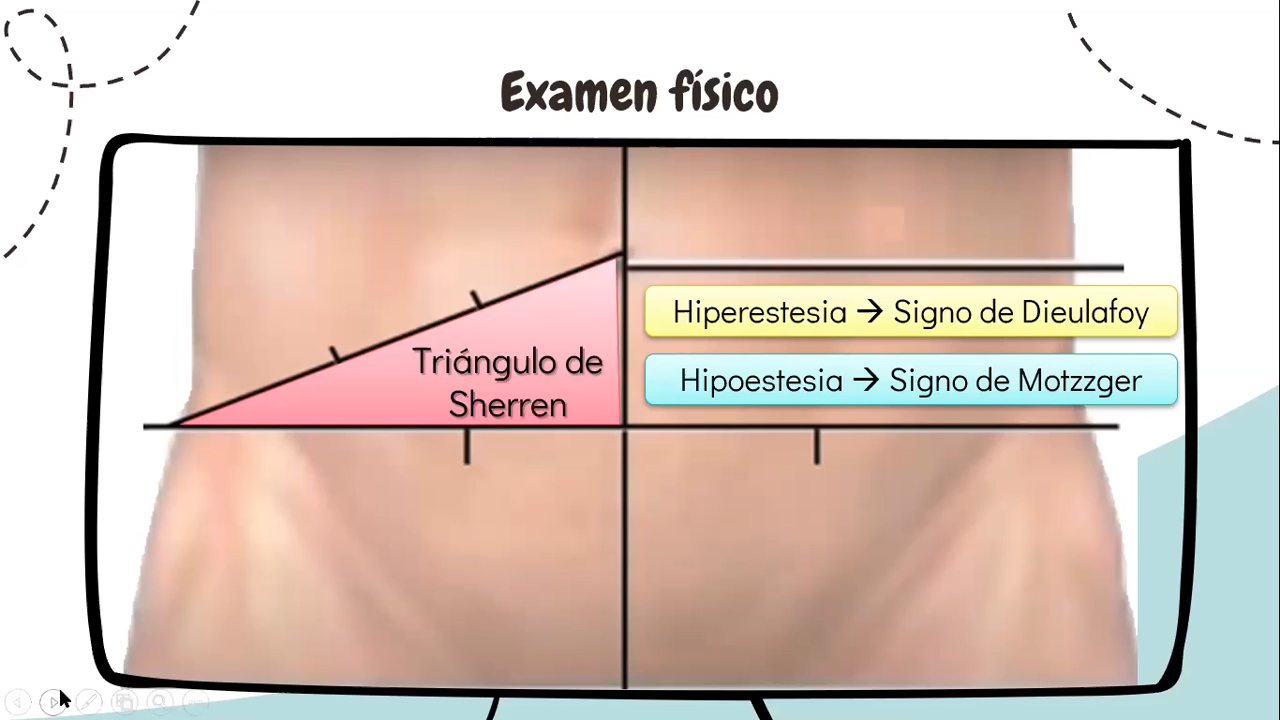 Examen físico
Triángulo de
Sherren
Hiperestesia → Signo de Dieulafoy
Hipoestesia → Signo de Motzzger